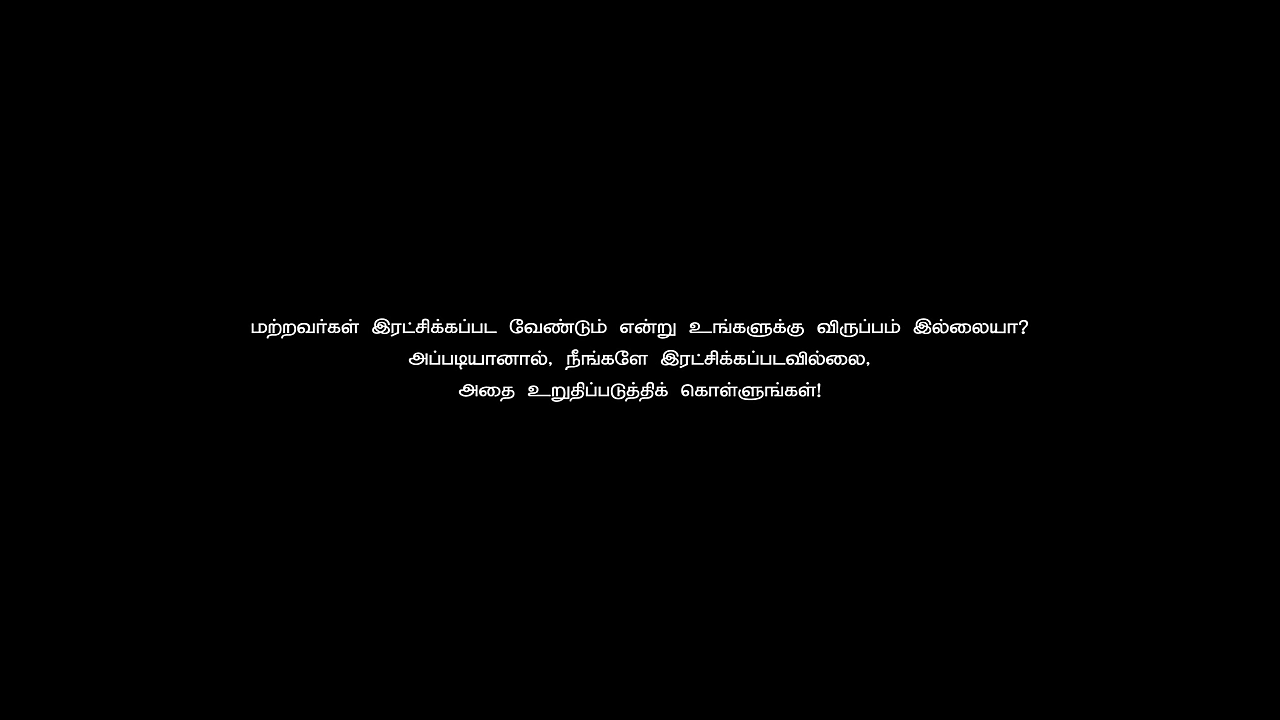 மற்றவர்கள் இரட்சிக்கப்பட வேண்டும் என்று உங்களுக்கு விருப்பம் இல்லையா?
அப்படியானால், நீங்களே இரட்சிக்கப்படவில்லை,
அதை உறுதிப்படுத்திக் கொள்ளுங்கள்!